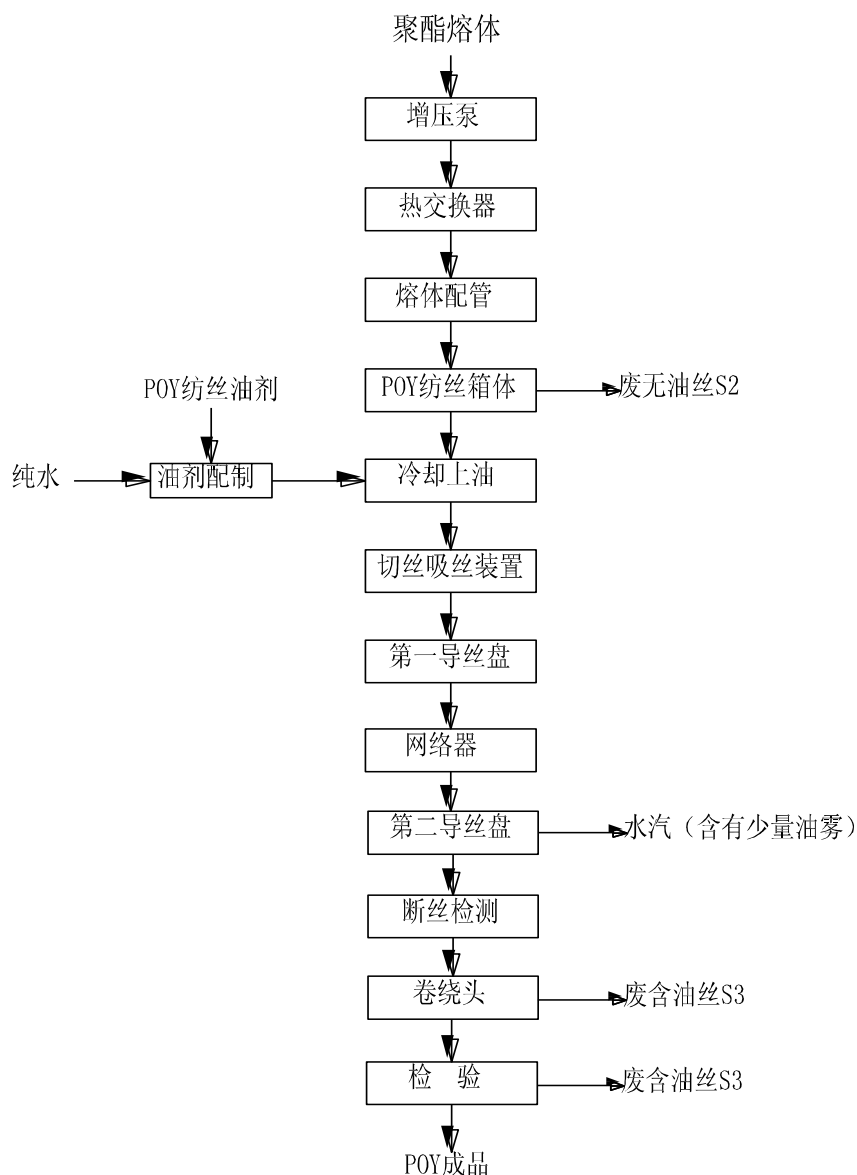 聚酯熔体
增压泵
热交换器
熔体配管
POY纺丝箱体
废无油丝S2
POY纺丝油剂
纯水
油剂配制
冷却上油
切丝吸丝装置
第一导丝盘
网络器
第二导丝盘
水汽（含有少量油雾）
断丝检测
卷绕头
废含油丝S3
检 验
废含油丝S3
POY成品